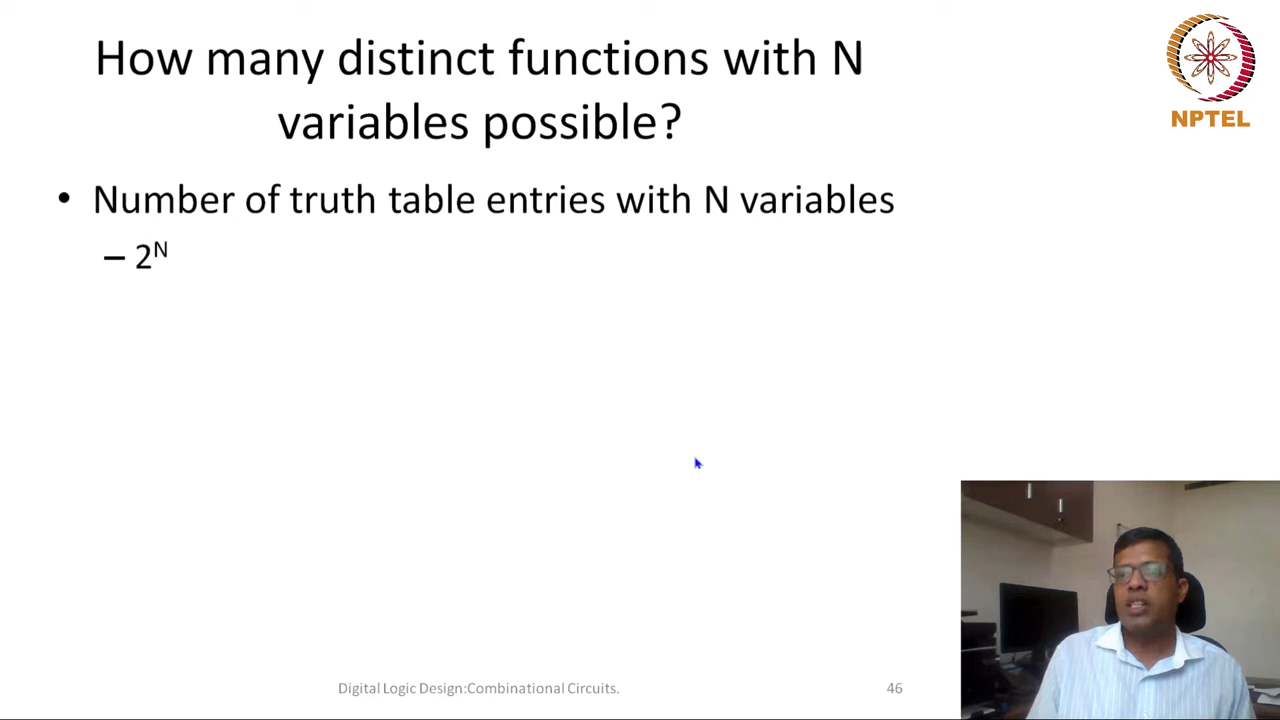 How many distinct functions with N
variables possible?
NPTEL
• Number of truth table entries with N variables
– 2ᴺ
Digital Logic Design:Combinational Circuits.
46